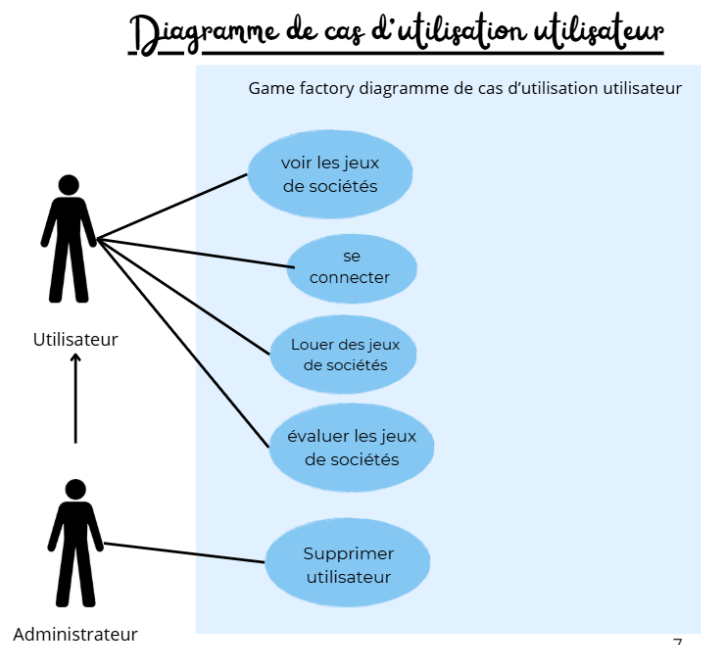 Diagramme de cas d'utilisation utilisateur
Game factory diagramme de cas d'utilisation utilisateur
voir les jeux
de sociétés
se
connecter
Utilisateur
Louer des jeux
de sociétés
évaluer les jeux
de sociétés
Supprimer
utilisateur
Administrateur
7